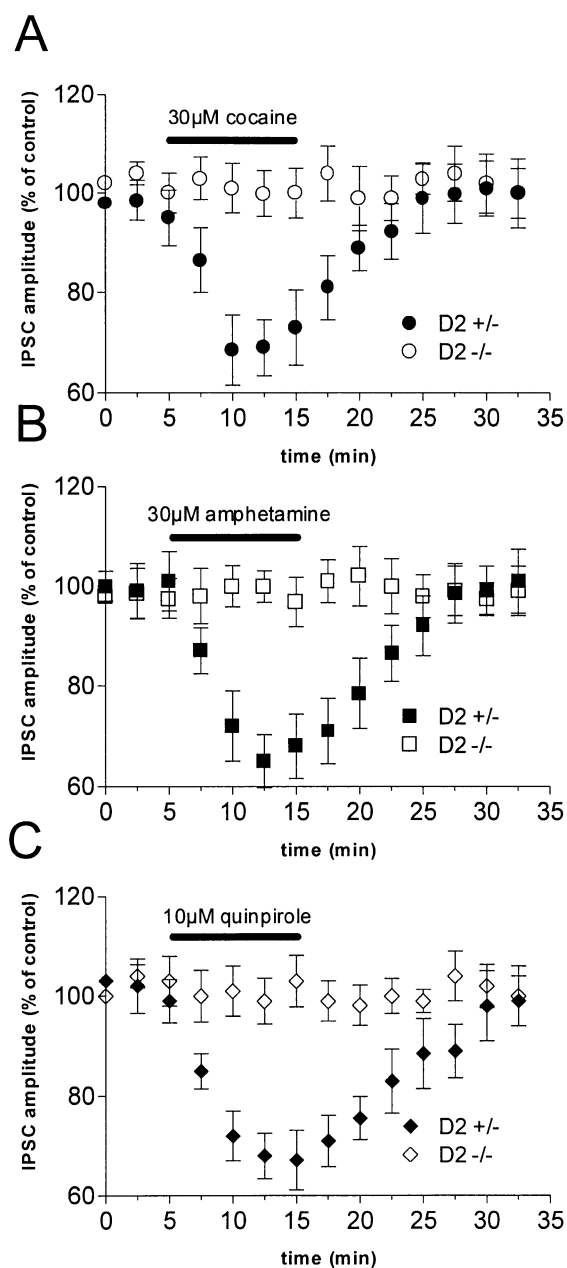 A
120
30µM cocaine
100
IPSC amplitude (% of control)
80
D2 +/-
D2 -/-
60
0 5 10 15 20 25 30 35
time (min)
B
120
30µM amphetamine
100
IPSC amplitude (% of control)
80
D2 +/-
D2 -/-
60
0 5 10 15 20 25 30 35
time (min)
C
120
10µM quinpirole
100
IPSC amplitude (% of control)
80
D2 +/-
D2 -/-
60
0 5 10 15 20 25 30 35
time (min)